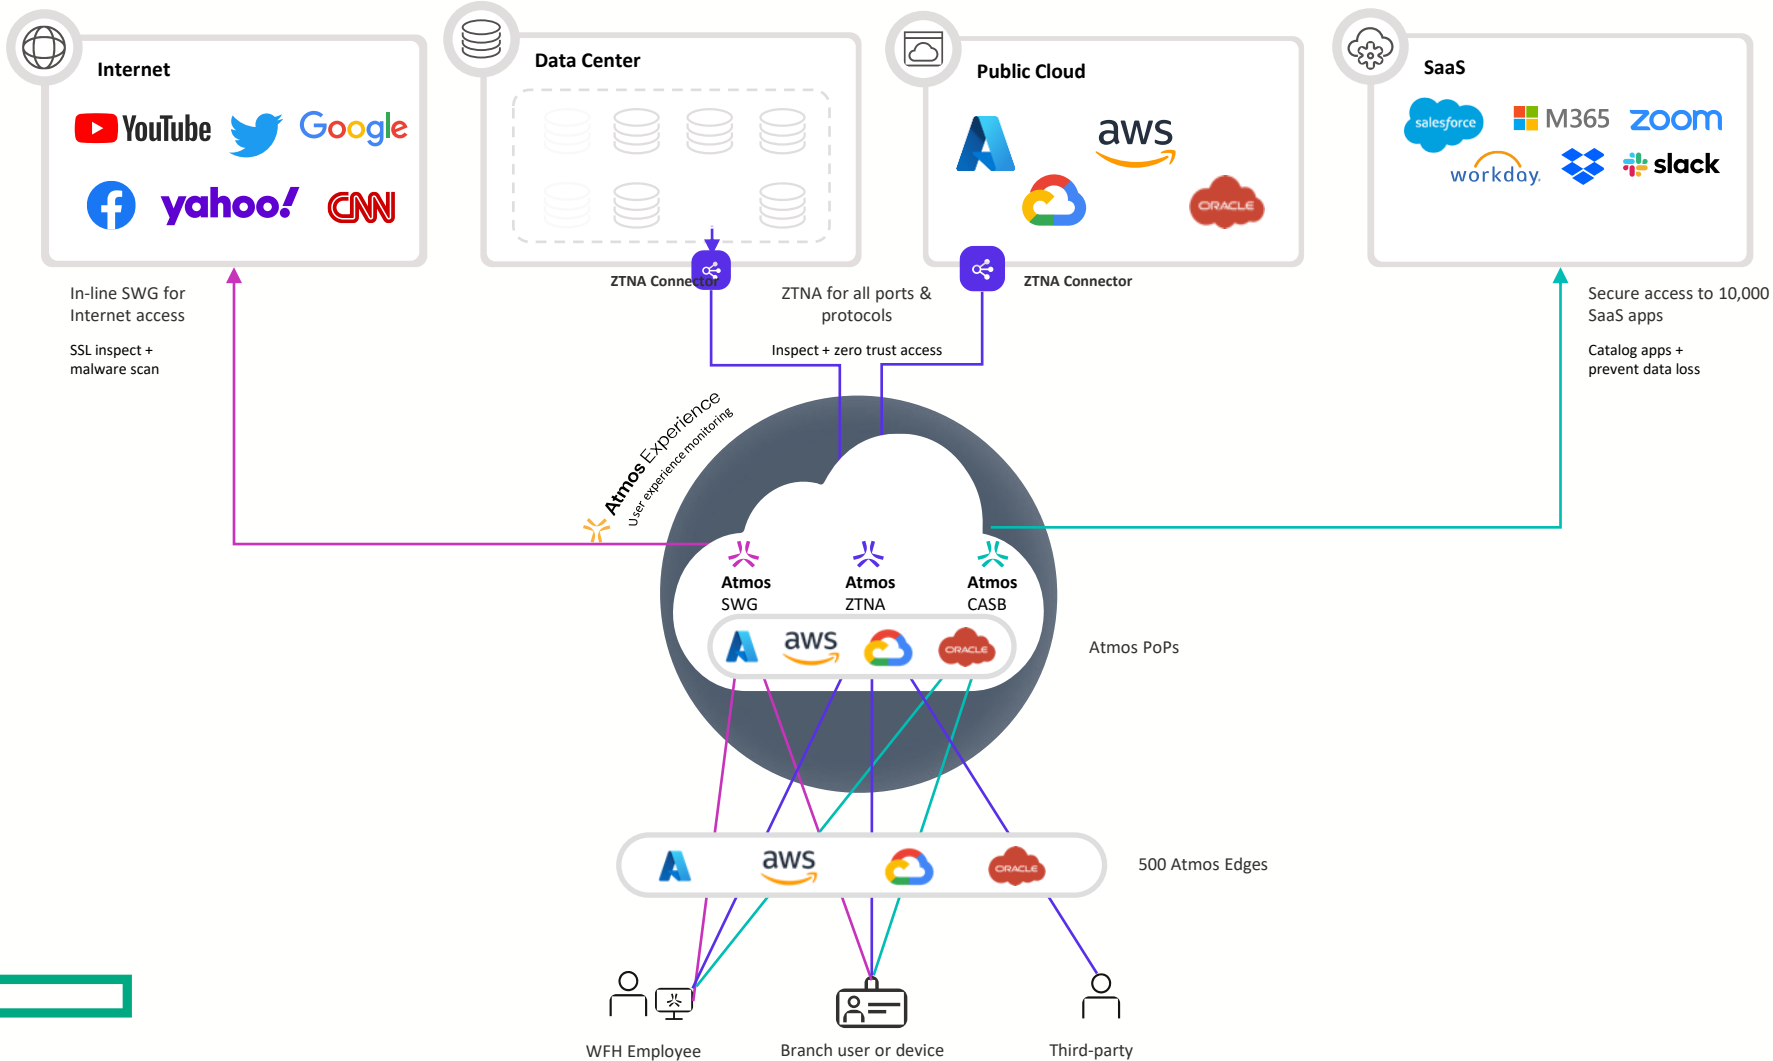 Internet
YouTube
Google
yahoo!
CNN
Data Center
Public Cloud
aws
ORACLE
SaaS
salesforce
M365
zoom
workday.
slack
In-line SWG for
Internet access
SSL inspect +
malware scan
ZTNA Connector
ZTNA for all ports &
protocols
Inspect + zero trust access
ZTNA Connector
Secure access to 10,000
SaaS apps
Catalog apps +
prevent data loss
Atmos Experience
User experience monitoring
Atmos
SWG
Atmos
ZTNA
Atmos
CASB
aws
ORACLE
Atmos PoPs
aws
ORACLE
500 Atmos Edges
WFH Employee
Branch user or device
Third-party